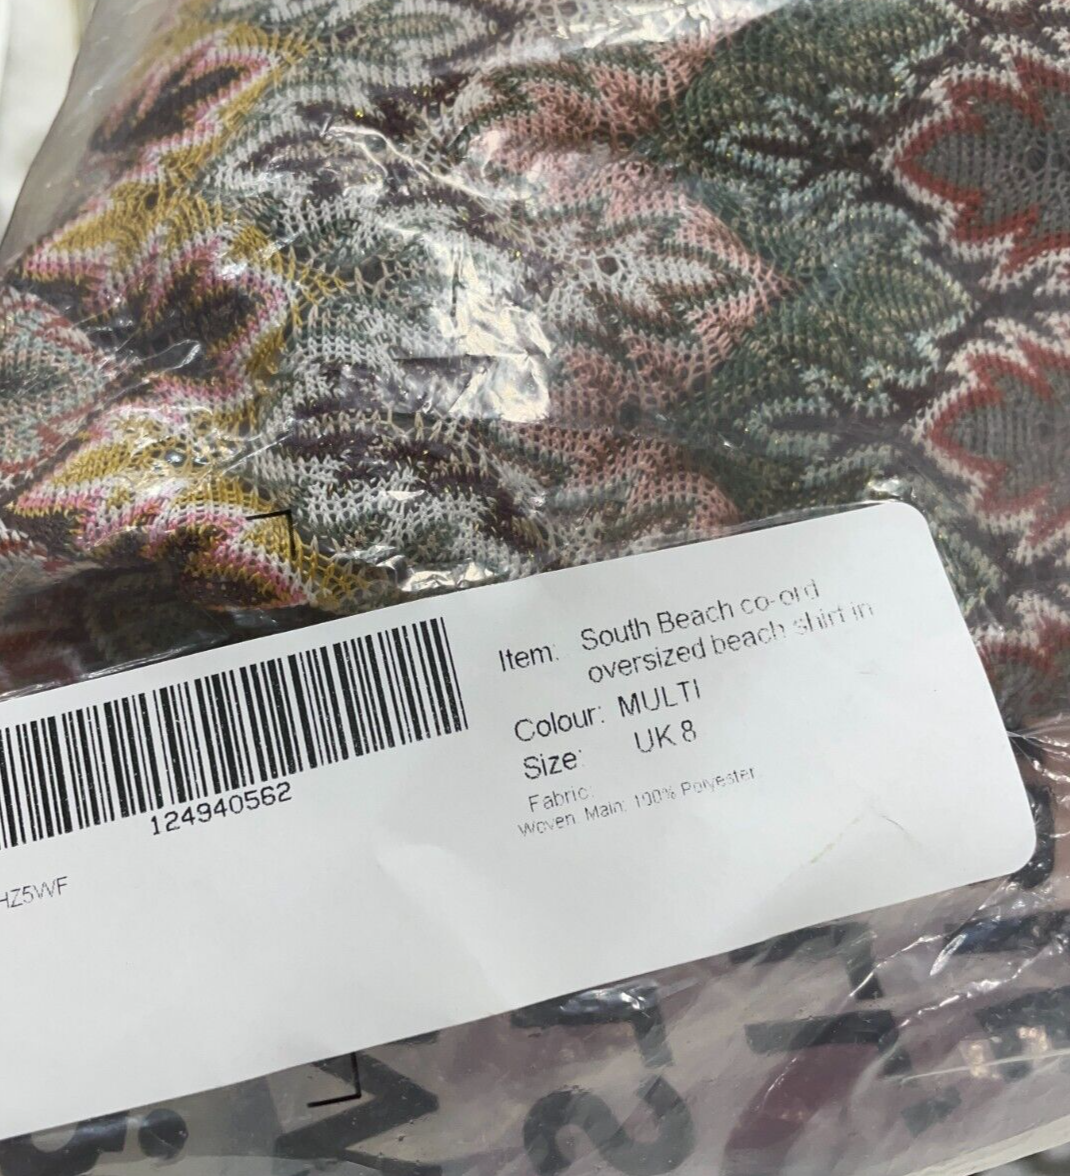 Item: South Beach co-ord
oversized beach shirt in
Colour: MULTI
Size: UK 8
Fabric:
Woven. Main: 100% Polyester
124940562
HZ5WF